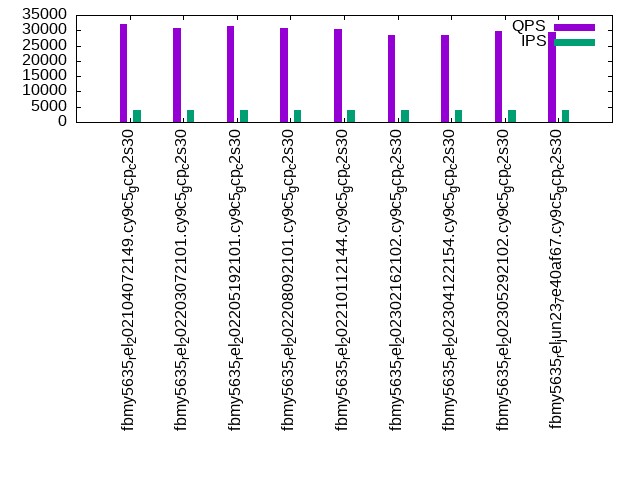 35000
30000
25000
20000
15000
10000
5000
0
QPS
IPS
fbmy5635rel202104072149.cy9c5gcpc2s30
fbmy5635rel202203072101.cy9c5gcpc2s30
fbmy5635rel202205192101.cy9c5gcpc2s30
fbmy5635rel202208092101.cy9c5gcpc2s30
fbmy5635rel202210112144.cy9c5gcpc2s30
fbmy5635rel202302162102.cy9c5gcpc2s30
fbmy5635rel202304122154.cy9c5gcpc2s30
fbmy5635rel202305292102.cy9c5gcpc2s30
fbmy5635reljun237e40af67.cy9c5gcpc2s30